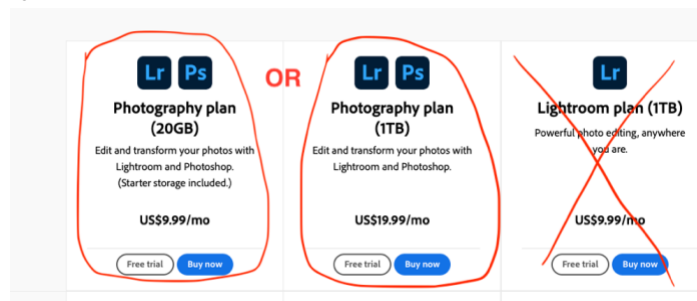 Lr Ps
Photography plan
(20GB)
Edit and transform your photos with
Lightroom and Photoshop.
(Starter storage included.)
US$9.99/mo
Free trial
Buy now
OR
Lr Ps
Photography plan
(1TB)
Edit and transform your photos with
Lightroom and Photoshop.
US$19.99/mo
Free trial
Buy now
Lr
Lightroom plan (1TB)
Powerful photo editing, anywhere
you are.
US$9.99/mo
Free trial
Buy now